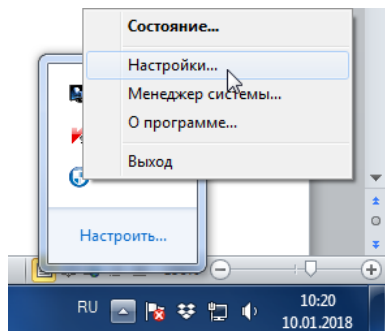 Состояние...
Настройки...
Менеджер системы...
О программе...
Выход
Настроить...
RU
10:20
10.01.2018